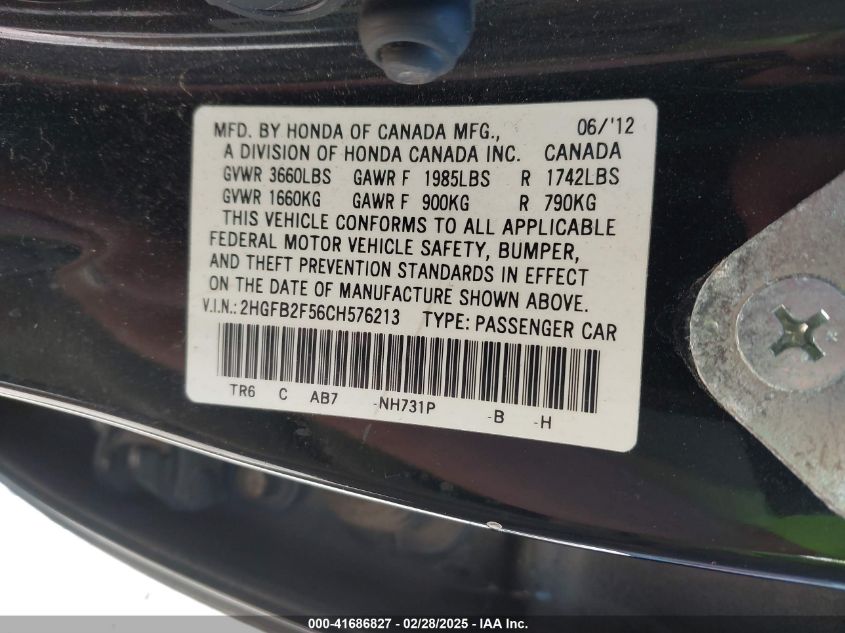 MFD. BY HONDA OF CANADA MFG., 06/'12
A DIVISION OF HONDA CANADA INC. CANADA
GVWR 3660LBS GAWR F 1985LBS R 1742LBS
GVWR 1660KG GAWR F 900KG R 790KG
THIS VEHICLE CONFORMS TO ALL APPLICABLE
FEDERAL MOTOR VEHICLE SAFETY, BUMPER,
AND THEFT PREVENTION STANDARDS IN EFFECT
ON THE DATE OF MANUFACTURE SHOWN ABOVE.
V.I.N.: 2HGFB2F56CH576213 TYPE: PASSENGER CAR
TR6 C AB7 -NH731P -B -H
000-41686827 - 02/28/2025 - IAA Inc.